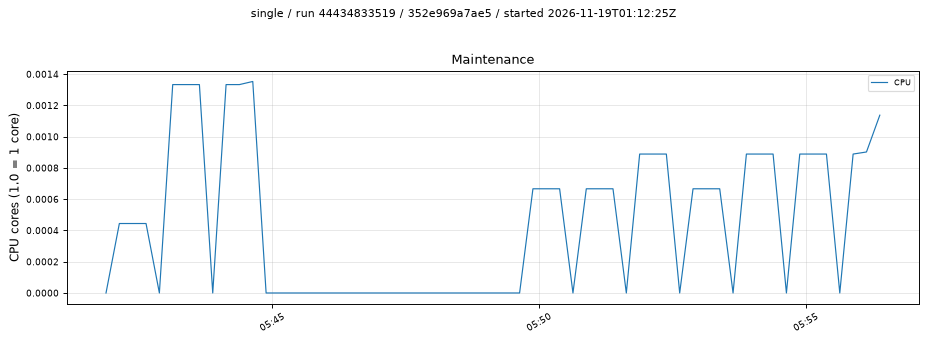 single / run 44434833519 / 352e969a7ae5 / started 2026-11-19T01:12:25Z
Maintenance
CPU
CPU cores (1.0 = 1 core)
0.0014
0.0012
0.0010
0.0008
0.0006
0.0004
0.0002
0.0000
05:45
05:50
05:55